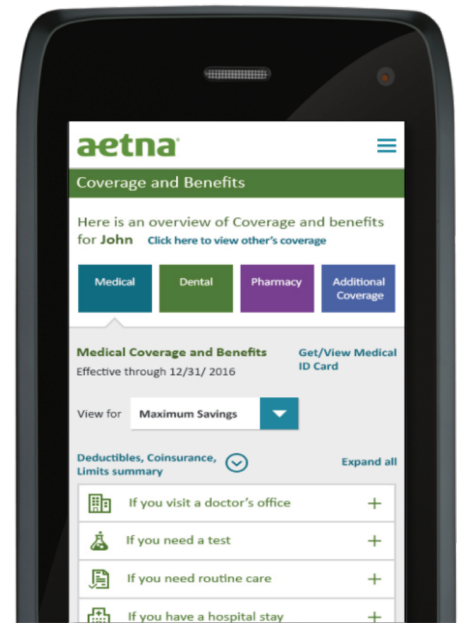 aetna
Coverage and Benefits
Here is an overview of Coverage and benefits
for John Click here to view other's coverage
Medical
Dental
Pharmacy
Additional
Coverage
Medical Coverage and Benefits
Effective through 12/31/ 2016
Get/View Medical
ID Card
View for Maximum Savings
Deductibles, Coinsurance,
Limits summary
Expand all
If you visit a doctor's office
If you need a test
If you need routine care
If you have a hospital stay